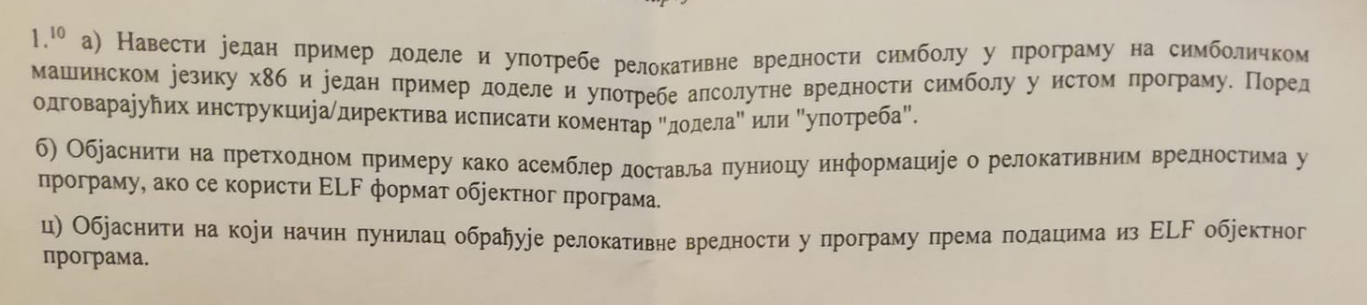 1.¹⁰ а) Навести један пример доделе и употребе релокативне вредности симболу у програму на симболичком
машинском језику x86 и један пример доделе и употребе апсолутне вредности симболу у истом програму. Поред
одговарајућих инструкција/директива исписати коментар "додела" или "употреба".
б) Објаснити на претходном примеру како асемблер доставља пуниоцу информације о релокативним вредностима у
програму, ако се користи ELF формат објектног програма.
ц) Објаснити на који начин пунилац обрађује релокативне вредности у програму према подацима из ELF објектног
програма.